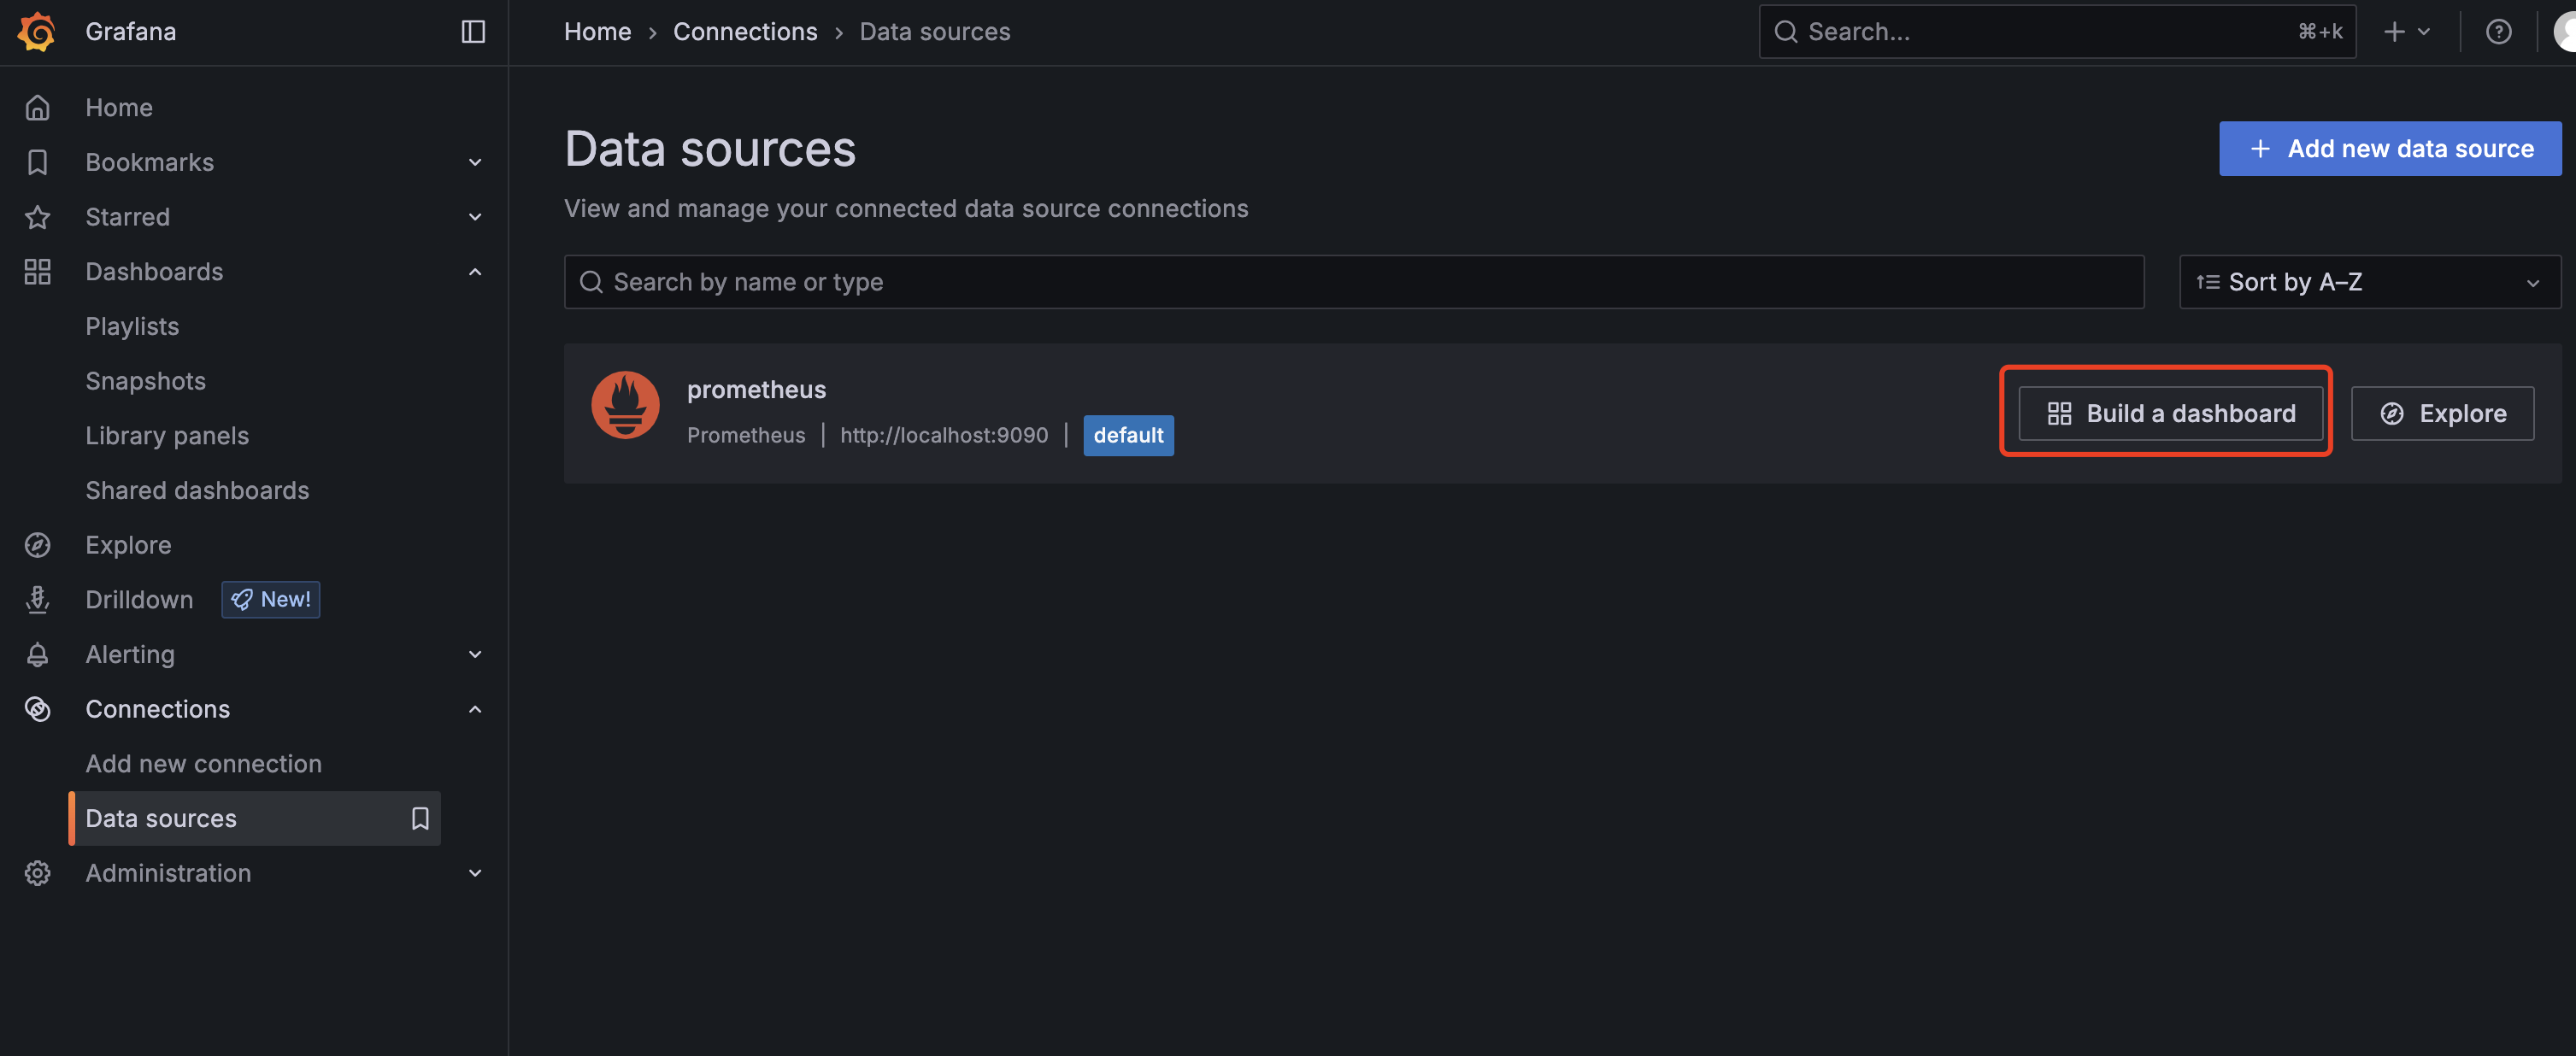 Grafana
Home › Connections › Data sources
Search...
⌘+k
Home
Bookmarks
Starred
Dashboards
Playlists
Snapshots
Library panels
Shared dashboards
Explore
Drilldown
New!
Alerting
Connections
Add new connection
Data sources
Administration
Data sources
Add new data source
View and manage your connected data source connections
Search by name or type
Sort by A–Z
prometheus
Prometheus | http://localhost:9090 | default
Build a dashboard
Explore